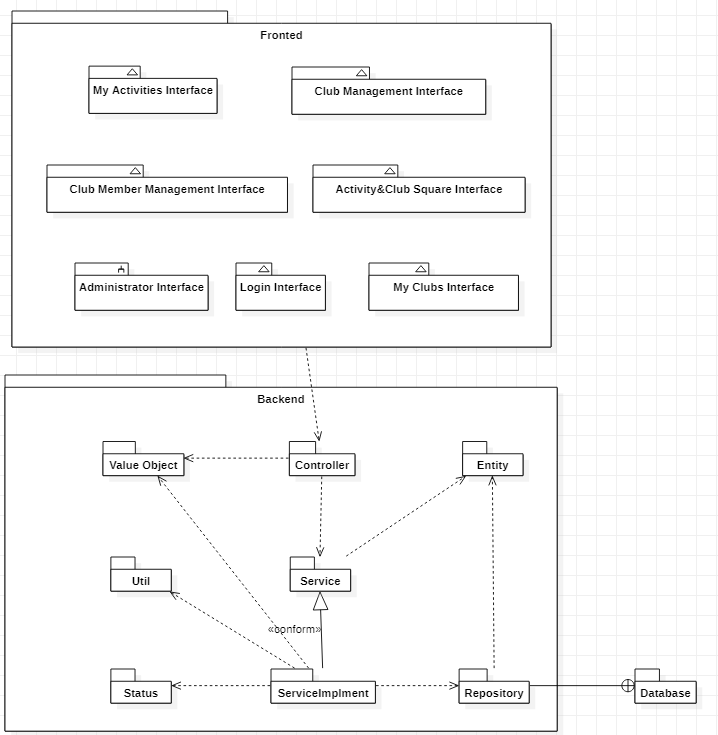 Fronted
My Activities Interface
Club Management Interface
Club Member Management Interface
Activity&Club Square Interface
Administrator Interface
Login Interface
My Clubs Interface
Backend
Value Object
Controller
Entity
Util
Service
«conform»
Status
ServiceImplment
Repository
Database